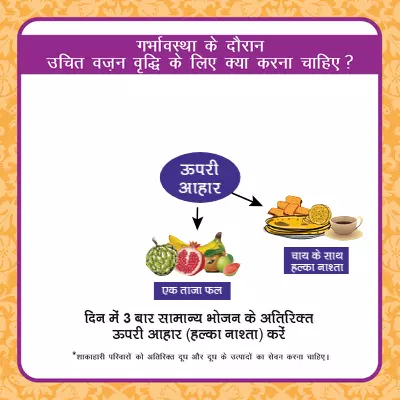 गर्भावस्था के दौरान
उचित वज़न वृद्धि के लिए क्या करना चाहिए?
ऊपरी
आहार
चाय के साथ
हल्का नाश्ता
एक ताजा फल
दिन में 3 बार सामान्य भोजन के अतिरिक्त
ऊपरी आहार (हल्का नाश्ता) करें
*शाकाहारी परिवारों को अतिरिक्त दूध और दूध के उत्पादों का सेवन करना चाहिए।